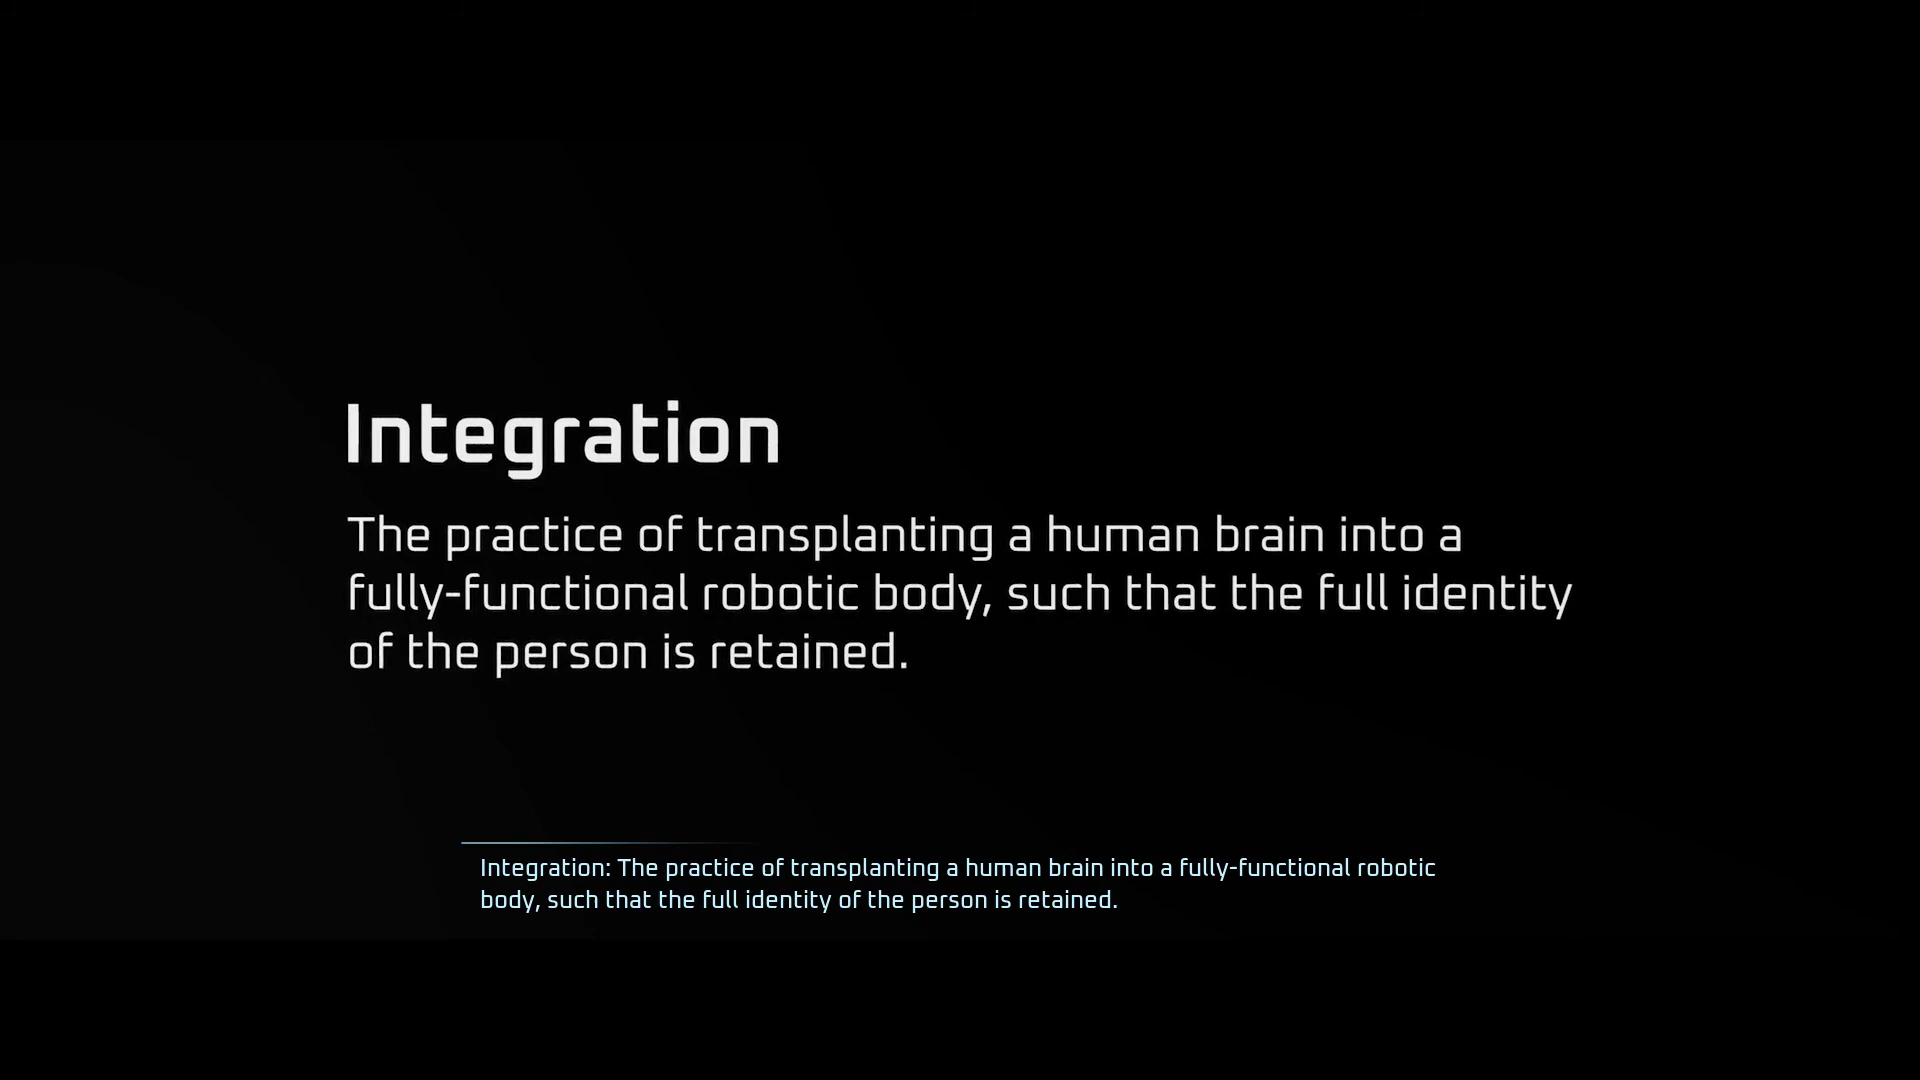 Integration
The practice of transplanting a human brain into a
fully-functional robotic body, such that the full identity
of the person is retained.
Integration: The practice of transplanting a human brain into a fully-functional robotic
body, such that the full identity of the person is retained.